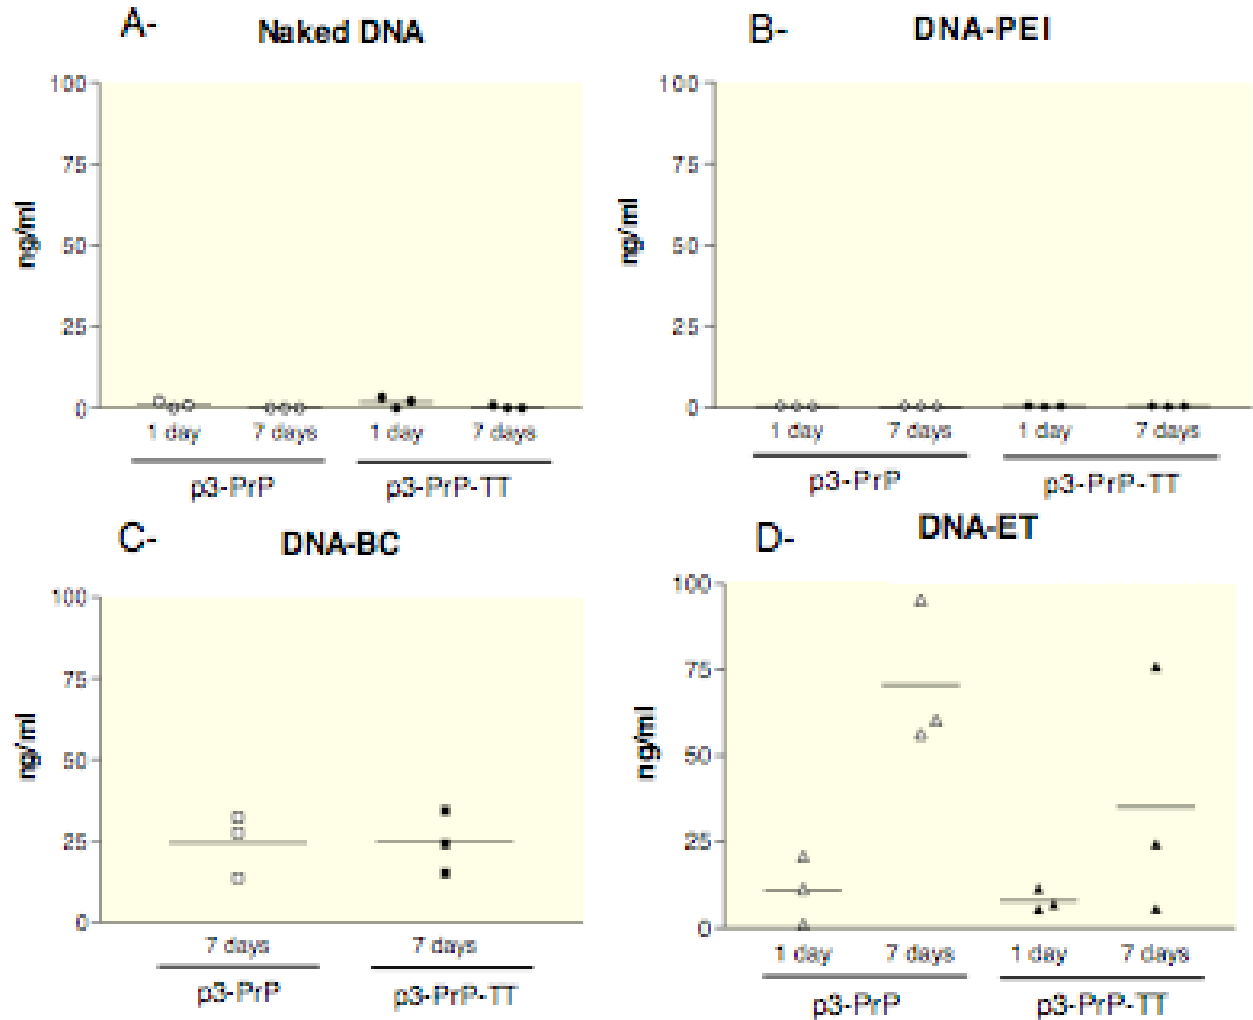 A- Naked DNA
100
75
50
25
0
ng/ml
1 day 7 days 1 day 7 days
p3-PrP p3-PrP-TT
B- DNA-PEI
100
75
50
25
0
ng/ml
1 day 7 days 1 day 7 days
p3-PrP p3-PrP-TT
C- DNA-BC
100
75
50
25
0
ng/ml
7 days 7 days
p3-PrP p3-PrP-TT
D- DNA-ET
100
75
50
25
0
ng/ml
1 day 7 days 1 day 7 days
p3-PrP p3-PrP-TT